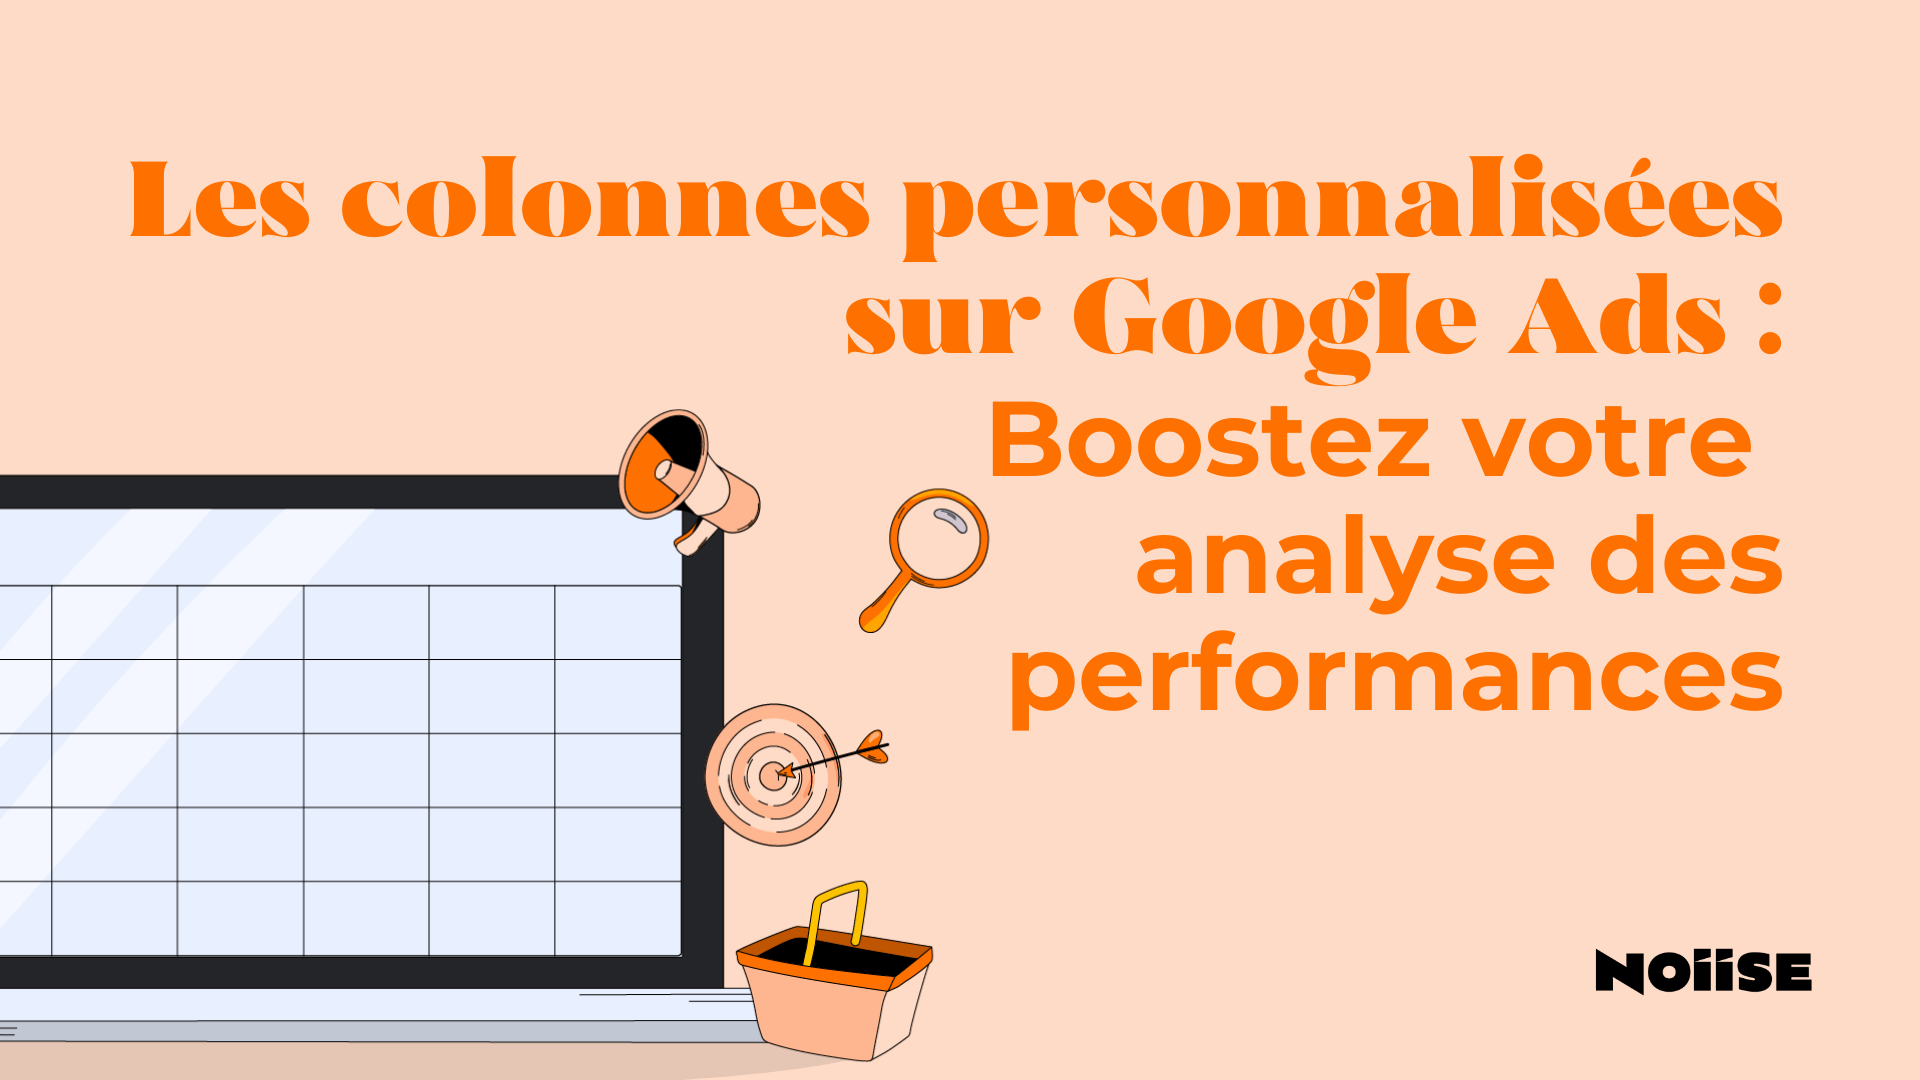 Les colonnes personnalisées
sur Google Ads :
Boostez votre
analyse des
performances
NOIISE